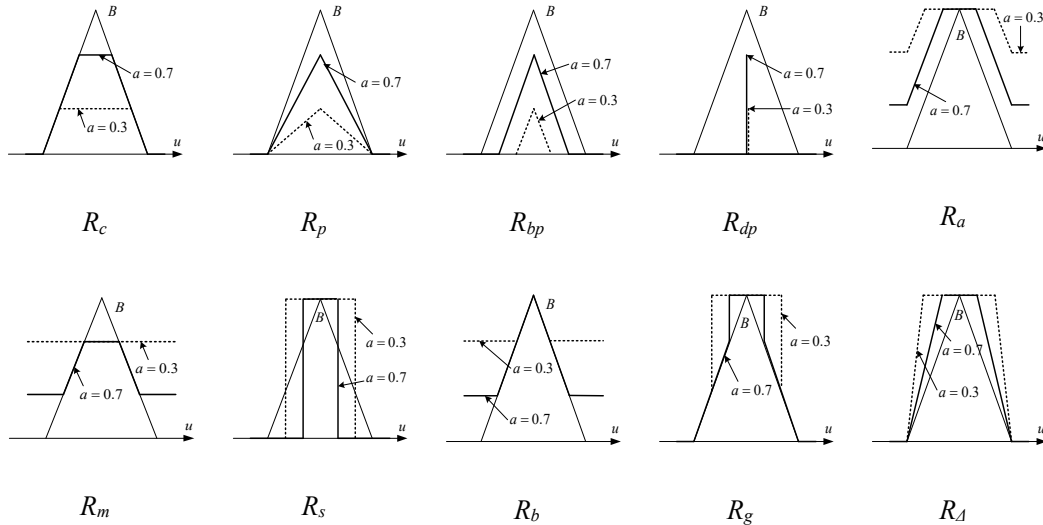 B
a = 0.7
a = 0.3
u
R_c
B
a = 0.7
a = 0.3
u
R_p
B
a = 0.7
a = 0.3
u
R_bp
B
a = 0.7
a = 0.3
u
R_dp
a = 0.3
B
a = 0.7
u
R_a
B
a = 0.3
a = 0.7
u
R_m
B
a = 0.3
a = 0.7
u
R_s
B
a = 0.3
a = 0.7
u
R_b
B
a = 0.3
a = 0.7
u
R_g
B
a = 0.7
a = 0.3
u
R_Δ